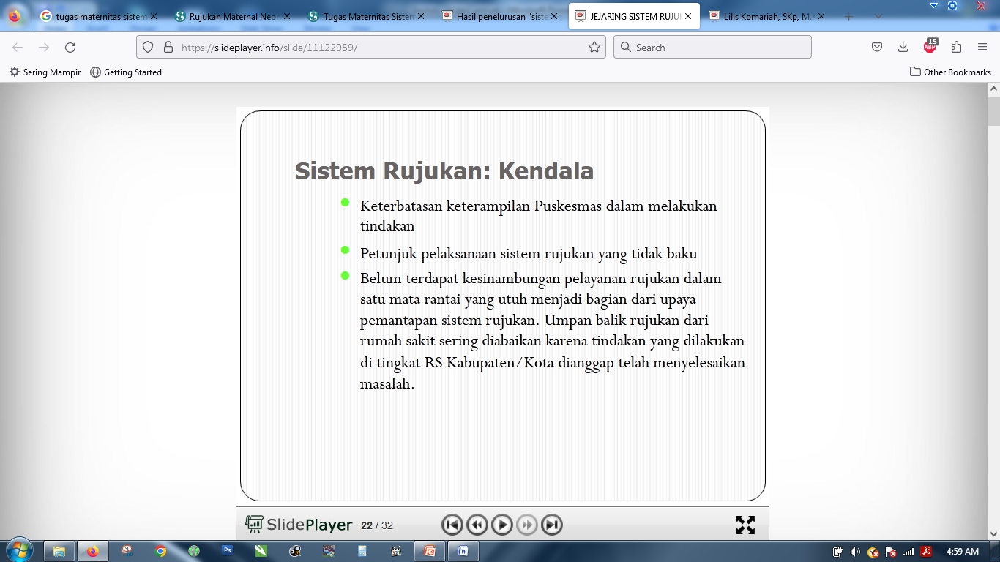 tugas maternitas sistem
Rujukan Maternal Neon
Tugas Maternitas Sistem
Hasil penelurusan "siste
JEJARING SISTEM RUJUK
Lilis Komariah, SKp, M.K
https://slideplayer.info/slide/11122959/
Search
15
ABP
Sering Mampir
Getting Started
Other Bookmarks
Sistem Rujukan: Kendala
Keterbatasan keterampilan Puskesmas dalam melakukan
tindakan
Petunjuk pelaksanaan sistem rujukan yang tidak baku
Belum terdapat kesinambungan pelayanan rujukan dalam
satu mata rantai yang utuh menjadi bagian dari upaya
pemantapan sistem rujukan. Umpan balik rujukan dari
rumah sakit sering diabaikan karena tindakan yang dilakukan
di tingkat RS Kabupaten/Kota dianggap telah menyelesaikan
masalah.
SlidePlayer
22 / 32
Ps
4:59 AM